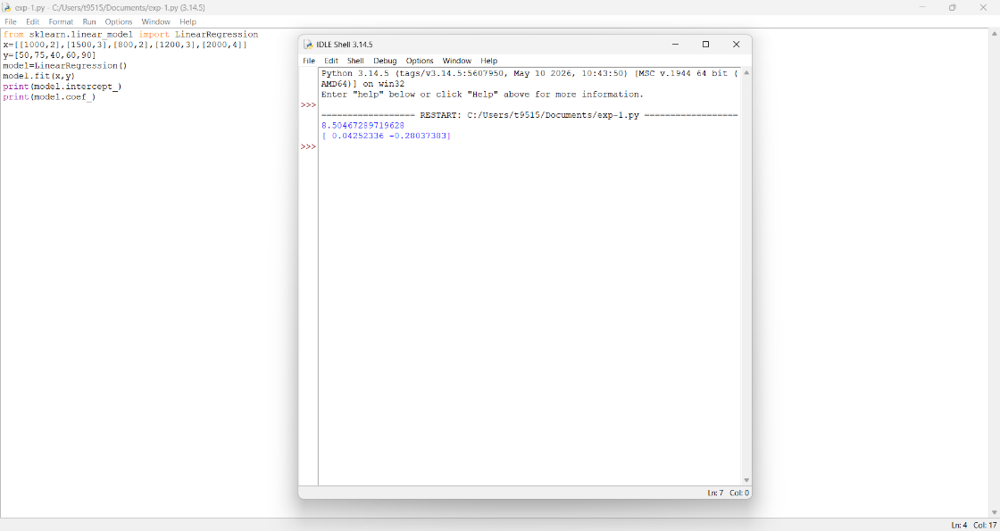 exp-1.py - C:/Users/t9515/Documents/exp-1.py (3.14.5)
File Edit Format Run Options Window Help
from sklearn.linear_model import LinearRegression
x=[[1000,2],[1500,3],[800,2],[1200,3],[2000,4]]
y=[50,75,40,60,90]
model=LinearRegression()
model.fit(x,y)
print(model.intercept_)
print(model.coef_)
IDLE Shell 3.14.5
File Edit Shell Debug Options Window Help
Python 3.14.5 (tags/v3.14.5:5607950, May 10 2026, 10:43:50) [MSC v.1944 64 bit (
AMD64)] on win32
Enter "help" below or click "Help" above for more information.
>>>
================== RESTART: C:/Users/t9515/Documents/exp-1.py ==================
8.50467289719628
[ 0.04252336 -0.28037383]
>>>
Ln: 7 Col: 0
Ln: 4 Col: 17